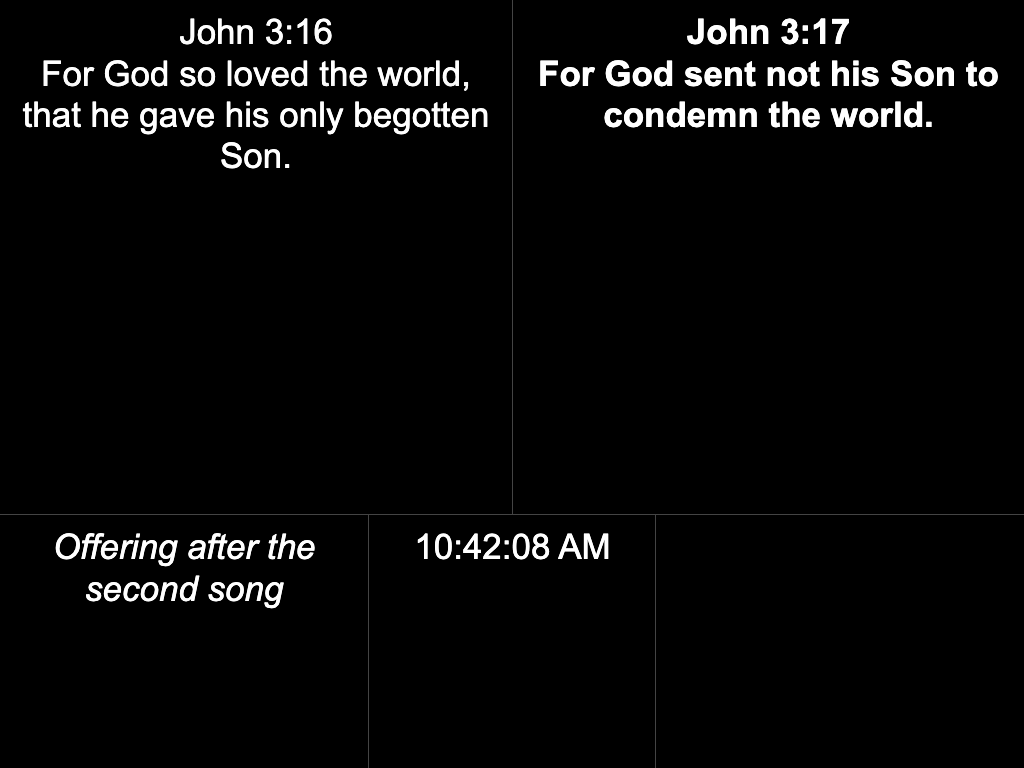 John 3:16
For God so loved the world,
that he gave his only begotten
Son.
John 3:17
For God sent not his Son to
condemn the world.
Offering after the
second song
10:42:08 AM